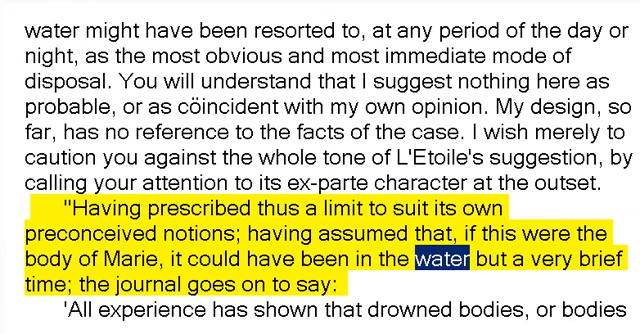 water might have been resorted to, at any period of the day or
night, as the most obvious and most immediate mode of
disposal. You will understand that I suggest nothing here as
probable, or as cöincident with my own opinion. My design, so
far, has no reference to the facts of the case. I wish merely to
caution you against the whole tone of L'Etoile's suggestion, by
calling your attention to its ex-parte character at the outset.
"Having prescribed thus a limit to suit its own
preconceived notions; having assumed that, if this were the
body of Marie, it could have been in the water but a very brief
time; the journal goes on to say:
'All experience has shown that drowned bodies, or bodies